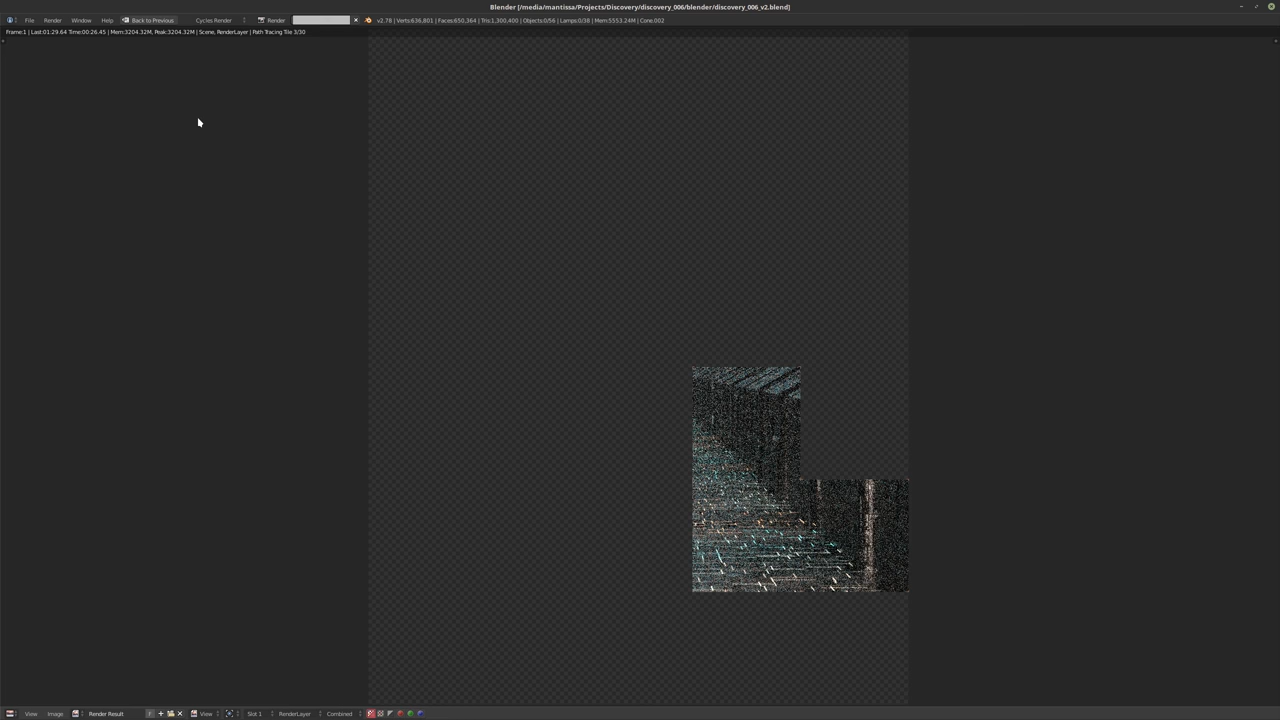 Blender [/media/mantissa/Projects/Discovery/discovery_006/blender/discovery_006_v2.blend]
File Render Window Help Back to Previous Cycles Render Render v2.78 | Verts:636,801 | Faces:650,364 | Tris:1,300,400 | Objects:0/56 | Lamps:0/38 | Mem:5553.24M | Cone.002
Frame:1 | Last:01:29.64 Time:00:26.45 | Mem:3204.32M, Peak:3204.32M | Scene, RenderLayer | Path Tracing Tile 3/30
View Image Render Result F View Slot 1 RenderLayer Combined